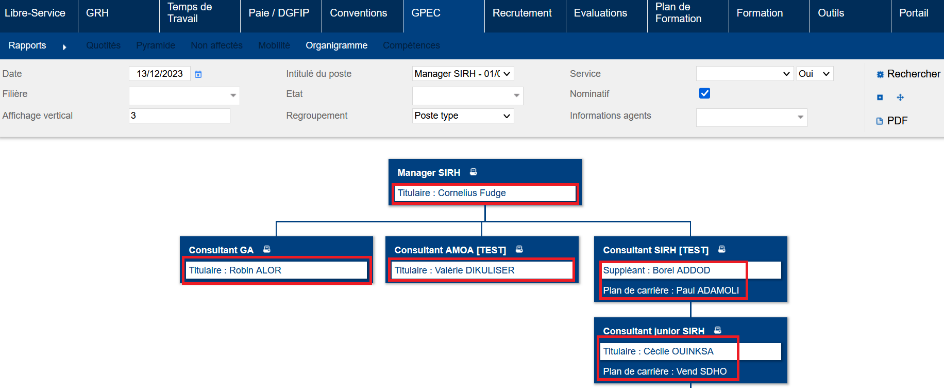 Libre-Service GRH Temps de Travail Paie / DGFIP Conventions GPEC Recrutement Evaluations Plan de Formation Formation Outils Portail
Rapports Quotités Pyramide Non affectés Mobilité Organigramme Compétences
Date 13/12/2023 Intitulé du poste Manager SIRH - 01/0 Service Oui Rechercher
Filière Etat Nominatif
Affichage vertical 3 Regroupement Poste type Informations agents PDF
Manager SIRH
Titulaire : Cornelius Fudge
Consultant GA
Titulaire : Robin ALOR
Consultant AMOA [TEST]
Titulaire : Valérie DIKULISER
Consultant SIRH [TEST]
Suppléant : Borel ADDOD
Plan de carrière : Paul ADAMOLI
Consultant junior SIRH
Titulaire : Cécile OUINKSA
Plan de carrière : Vend SDHO